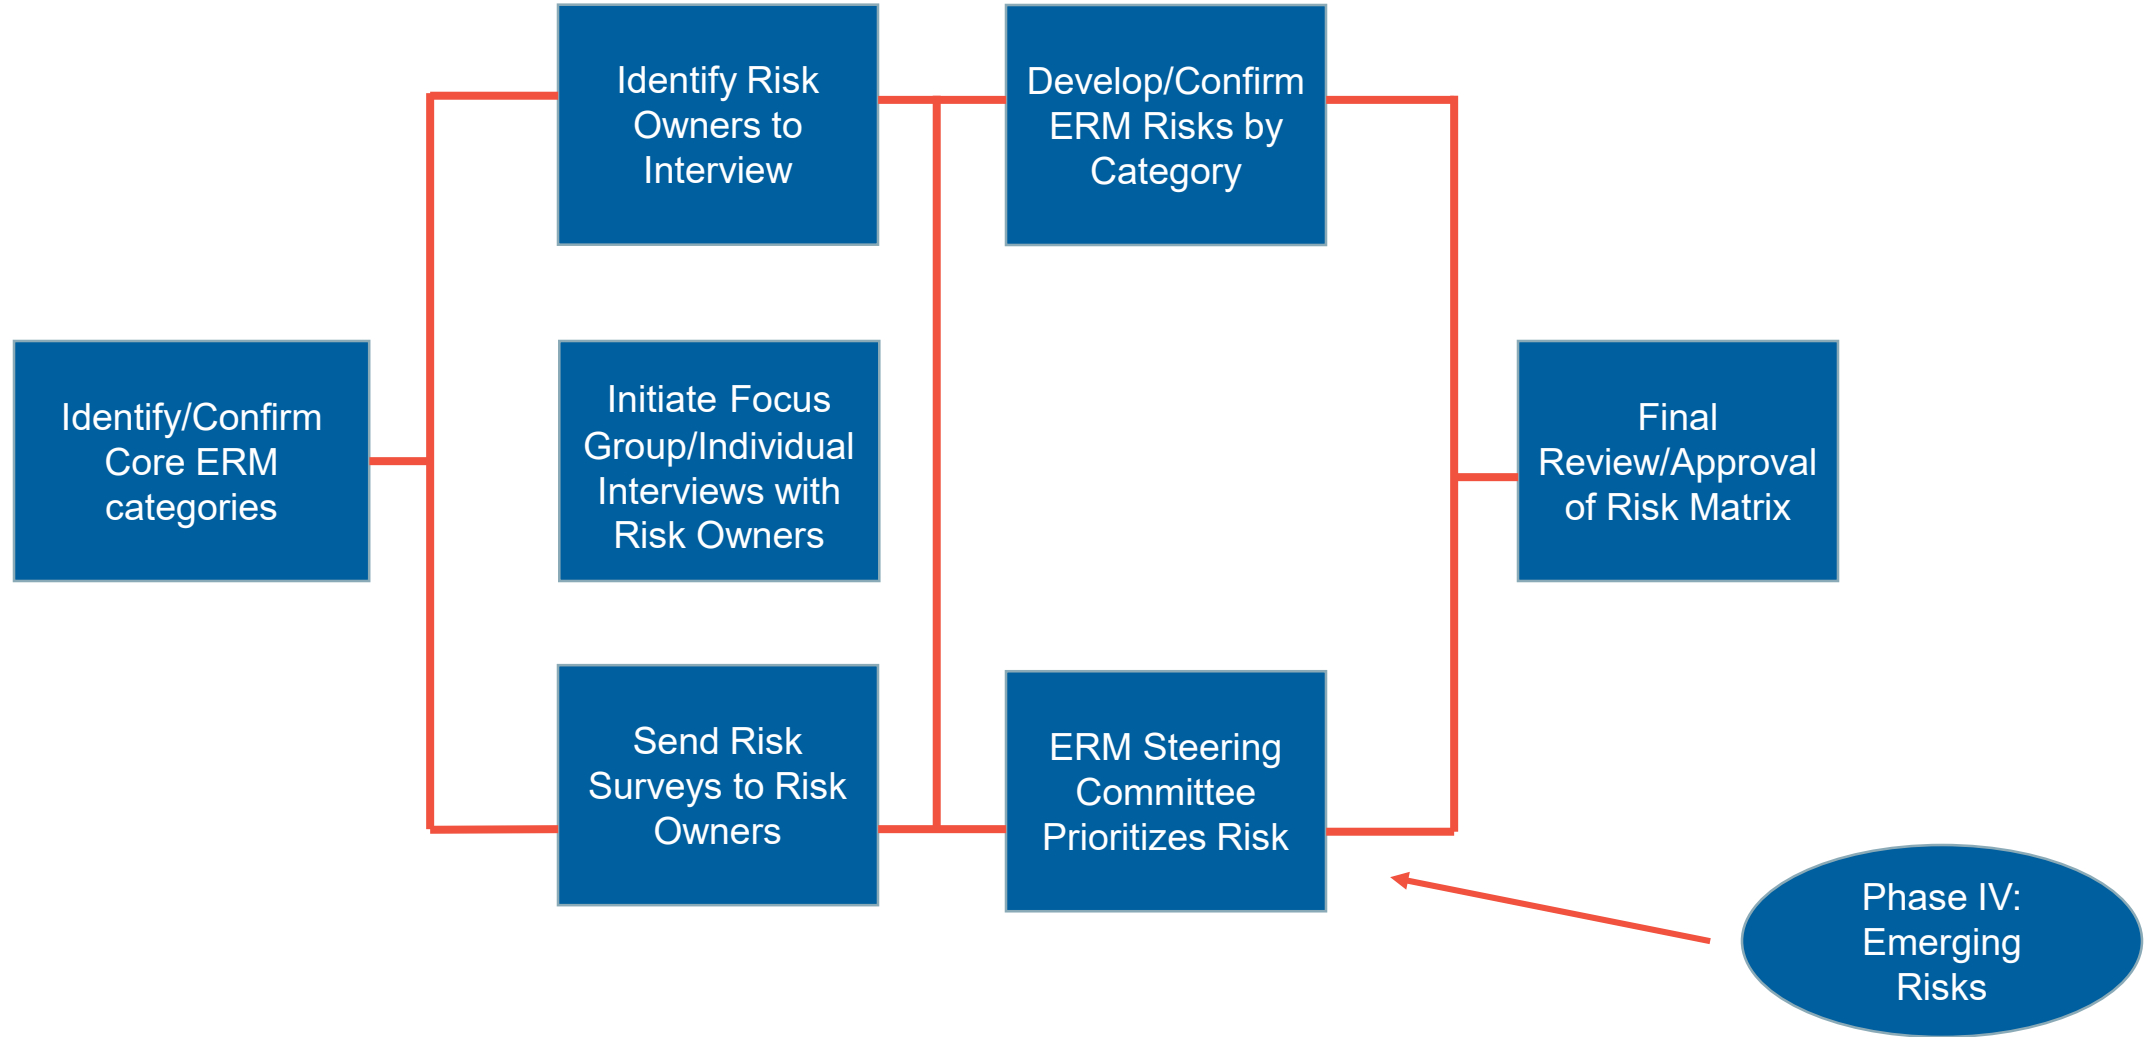 Identify/Confirm
Core ERM
categories
Identify Risk
Owners to
Interview
Initiate Focus
Group/Individual
Interviews with
Risk Owners
Send Risk
Surveys to Risk
Owners
Develop/Confirm
ERM Risks by
Category
ERM Steering
Committee
Prioritizes Risk
Final
Review/Approval
of Risk Matrix
Phase IV:
Emerging
Risks